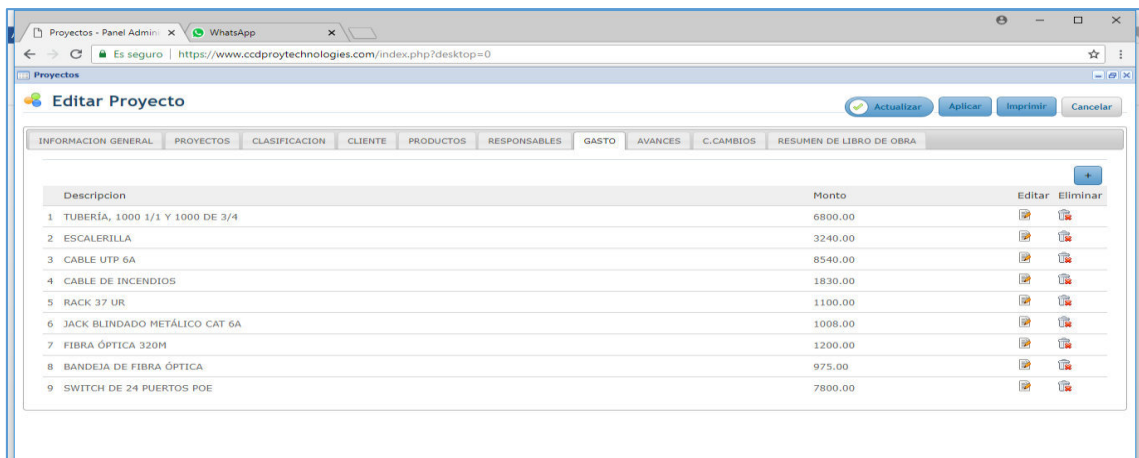 Proyectos - Panel Admini WhatsApp
Es seguro | https://www.ccdproytechnologies.com/index.php?desktop=0
Proyectos
Editar Proyecto Actualizar Aplicar Imprimir Cancelar
INFORMACION GENERAL PROYECTOS CLASIFICACION CLIENTE PRODUCTOS RESPONSABLES GASTO AVANCES C.CAMBIOS RESUMEN DE LIBRO DE OBRA
+
Descripcion Monto Editar Eliminar
1 TUBERÍA, 1000 1/1 Y 1000 DE 3/4 6800.00
2 ESCALERILLA 3240.00
3 CABLE UTP 6A 8540.00
4 CABLE DE INCENDIOS 1830.00
5 RACK 37 UR 1100.00
6 JACK BLINDADO METÁLICO CAT 6A 1008.00
7 FIBRA ÓPTICA 320M 1200.00
8 BANDEJA DE FIBRA ÓPTICA 975.00
9 SWITCH DE 24 PUERTOS POE 7800.00